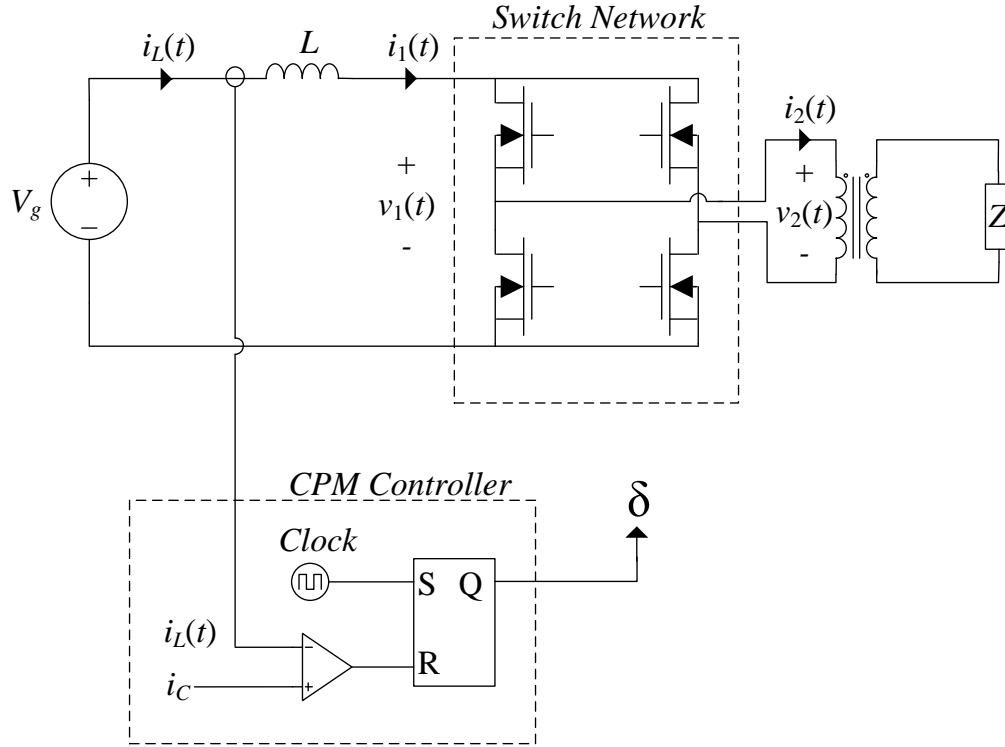 Switch Network
i_L(t)
L
i_1(t)
i_2(t)
+
+
+
V_g
v_1(t)
v_2(t)
Z
−
-
-
CPM Controller
δ
Clock
S Q
i_L(t)
−
R
i_C
+